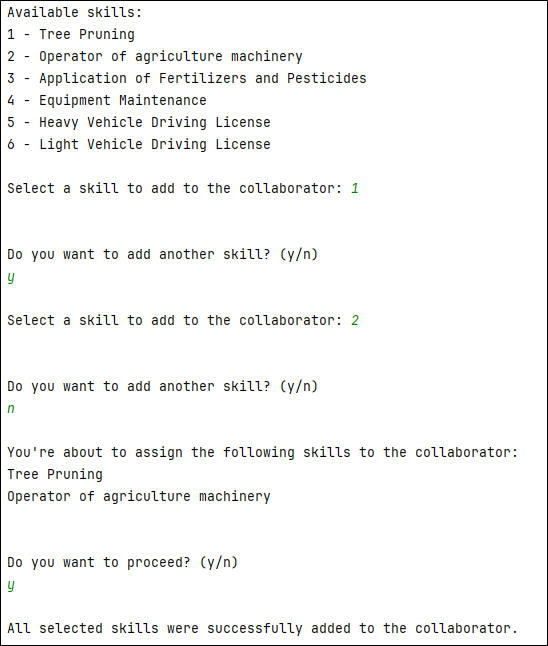 Available skills:
1 - Tree Pruning
2 - Operator of agriculture machinery
3 - Application of Fertilizers and Pesticides
4 - Equipment Maintenance
5 - Heavy Vehicle Driving License
6 - Light Vehicle Driving License
Select a skill to add to the collaborator: 1
Do you want to add another skill? (y/n)
y
Select a skill to add to the collaborator: 2
Do you want to add another skill? (y/n)
n
You're about to assign the following skills to the collaborator:
Tree Pruning
Operator of agriculture machinery
Do you want to proceed? (y/n)
y
All selected skills were successfully added to the collaborator.